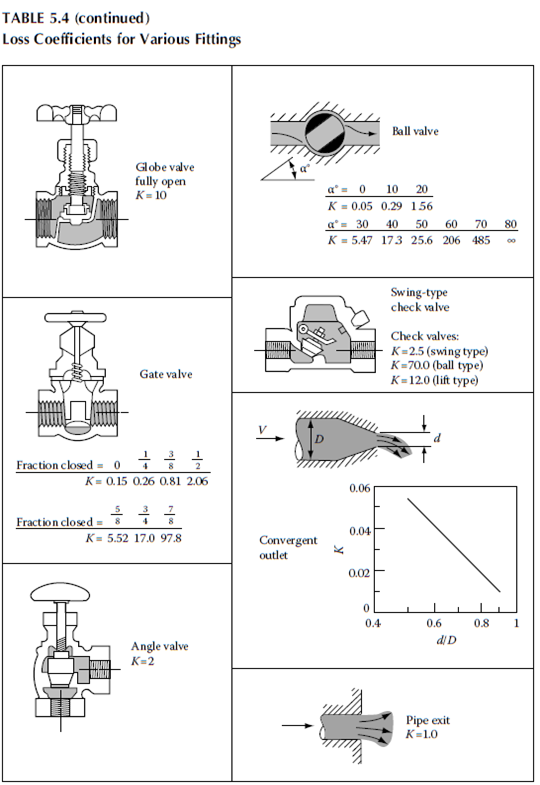 TABLE 5.4 (continued)
Loss Coefficients for Various Fittings
Globe valve
fully open
K = 10
Gate valve
Fraction closed = 0 1/4 3/8 1/2
K = 0.15 0.26 0.81 2.06
Fraction closed = 5/8 3/4 7/8
K = 5.52 17.0 97.8
Angle valve
K = 2
Ball valve
α°
α° = 0 10 20
K = 0.05 0.29 1.56
α° = 30 40 50 60 70 80
K = 5.47 17.3 25.6 206 485 ∞
Swing-type
check valve
Check valves:
K = 2.5 (swing type)
K = 70.0 (ball type)
K = 12.0 (lift type)
V
D
d
Convergent
outlet
K
0.06
0.04
0.02
0
0.4 0.6 0.8 1
d/D
Pipe exit
K = 1.0